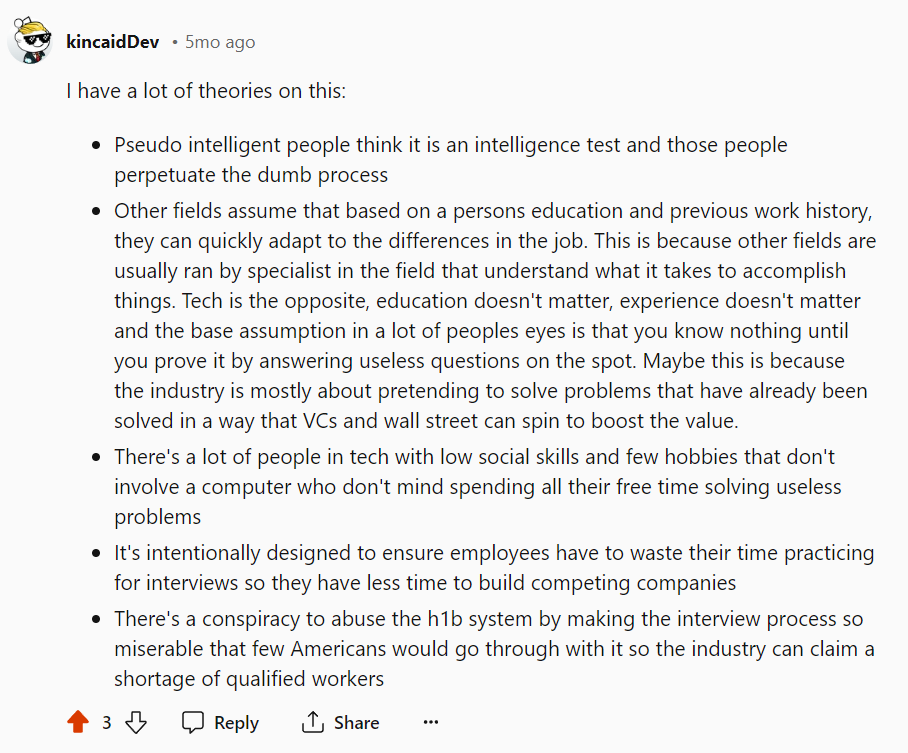 kincaidDev • 5mo ago
I have a lot of theories on this:
• Pseudo intelligent people think it is an intelligence test and those people
perpetuate the dumb process
• Other fields assume that based on a persons education and previous work history,
they can quickly adapt to the differences in the job. This is because other fields are
usually ran by specialist in the field that understand what it takes to accomplish
things. Tech is the opposite, education doesn't matter, experience doesn't matter
and the base assumption in a lot of peoples eyes is that you know nothing until
you prove it by answering useless questions on the spot. Maybe this is because
the industry is mostly about pretending to solve problems that have already been
solved in a way that VCs and wall street can spin to boost the value.
• There's a lot of people in tech with low social skills and few hobbies that don't
involve a computer who don't mind spending all their free time solving useless
problems
• It's intentionally designed to ensure employees have to waste their time practicing
for interviews so they have less time to build competing companies
• There's a conspiracy to abuse the h1b system by making the interview process so
miserable that few Americans would go through with it so the industry can claim a
shortage of qualified workers
3 Reply Share ...